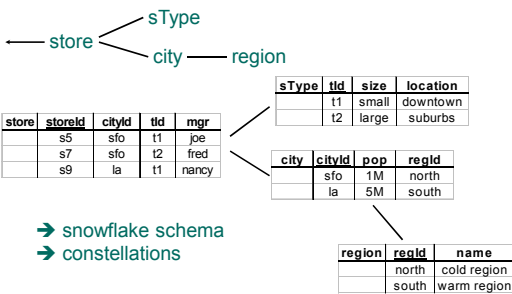 sType
store
city region
sType tId size location
t1 small downtown
t2 large suburbs
store storeId cityId tId mgr
s5 sfo t1 joe
s7 sfo t2 fred
s9 la t1 nancy
city cityId pop regId
sfo 1M north
la 5M south
➔ snowflake schema
➔ constellations
region regId name
north cold region
south warm region